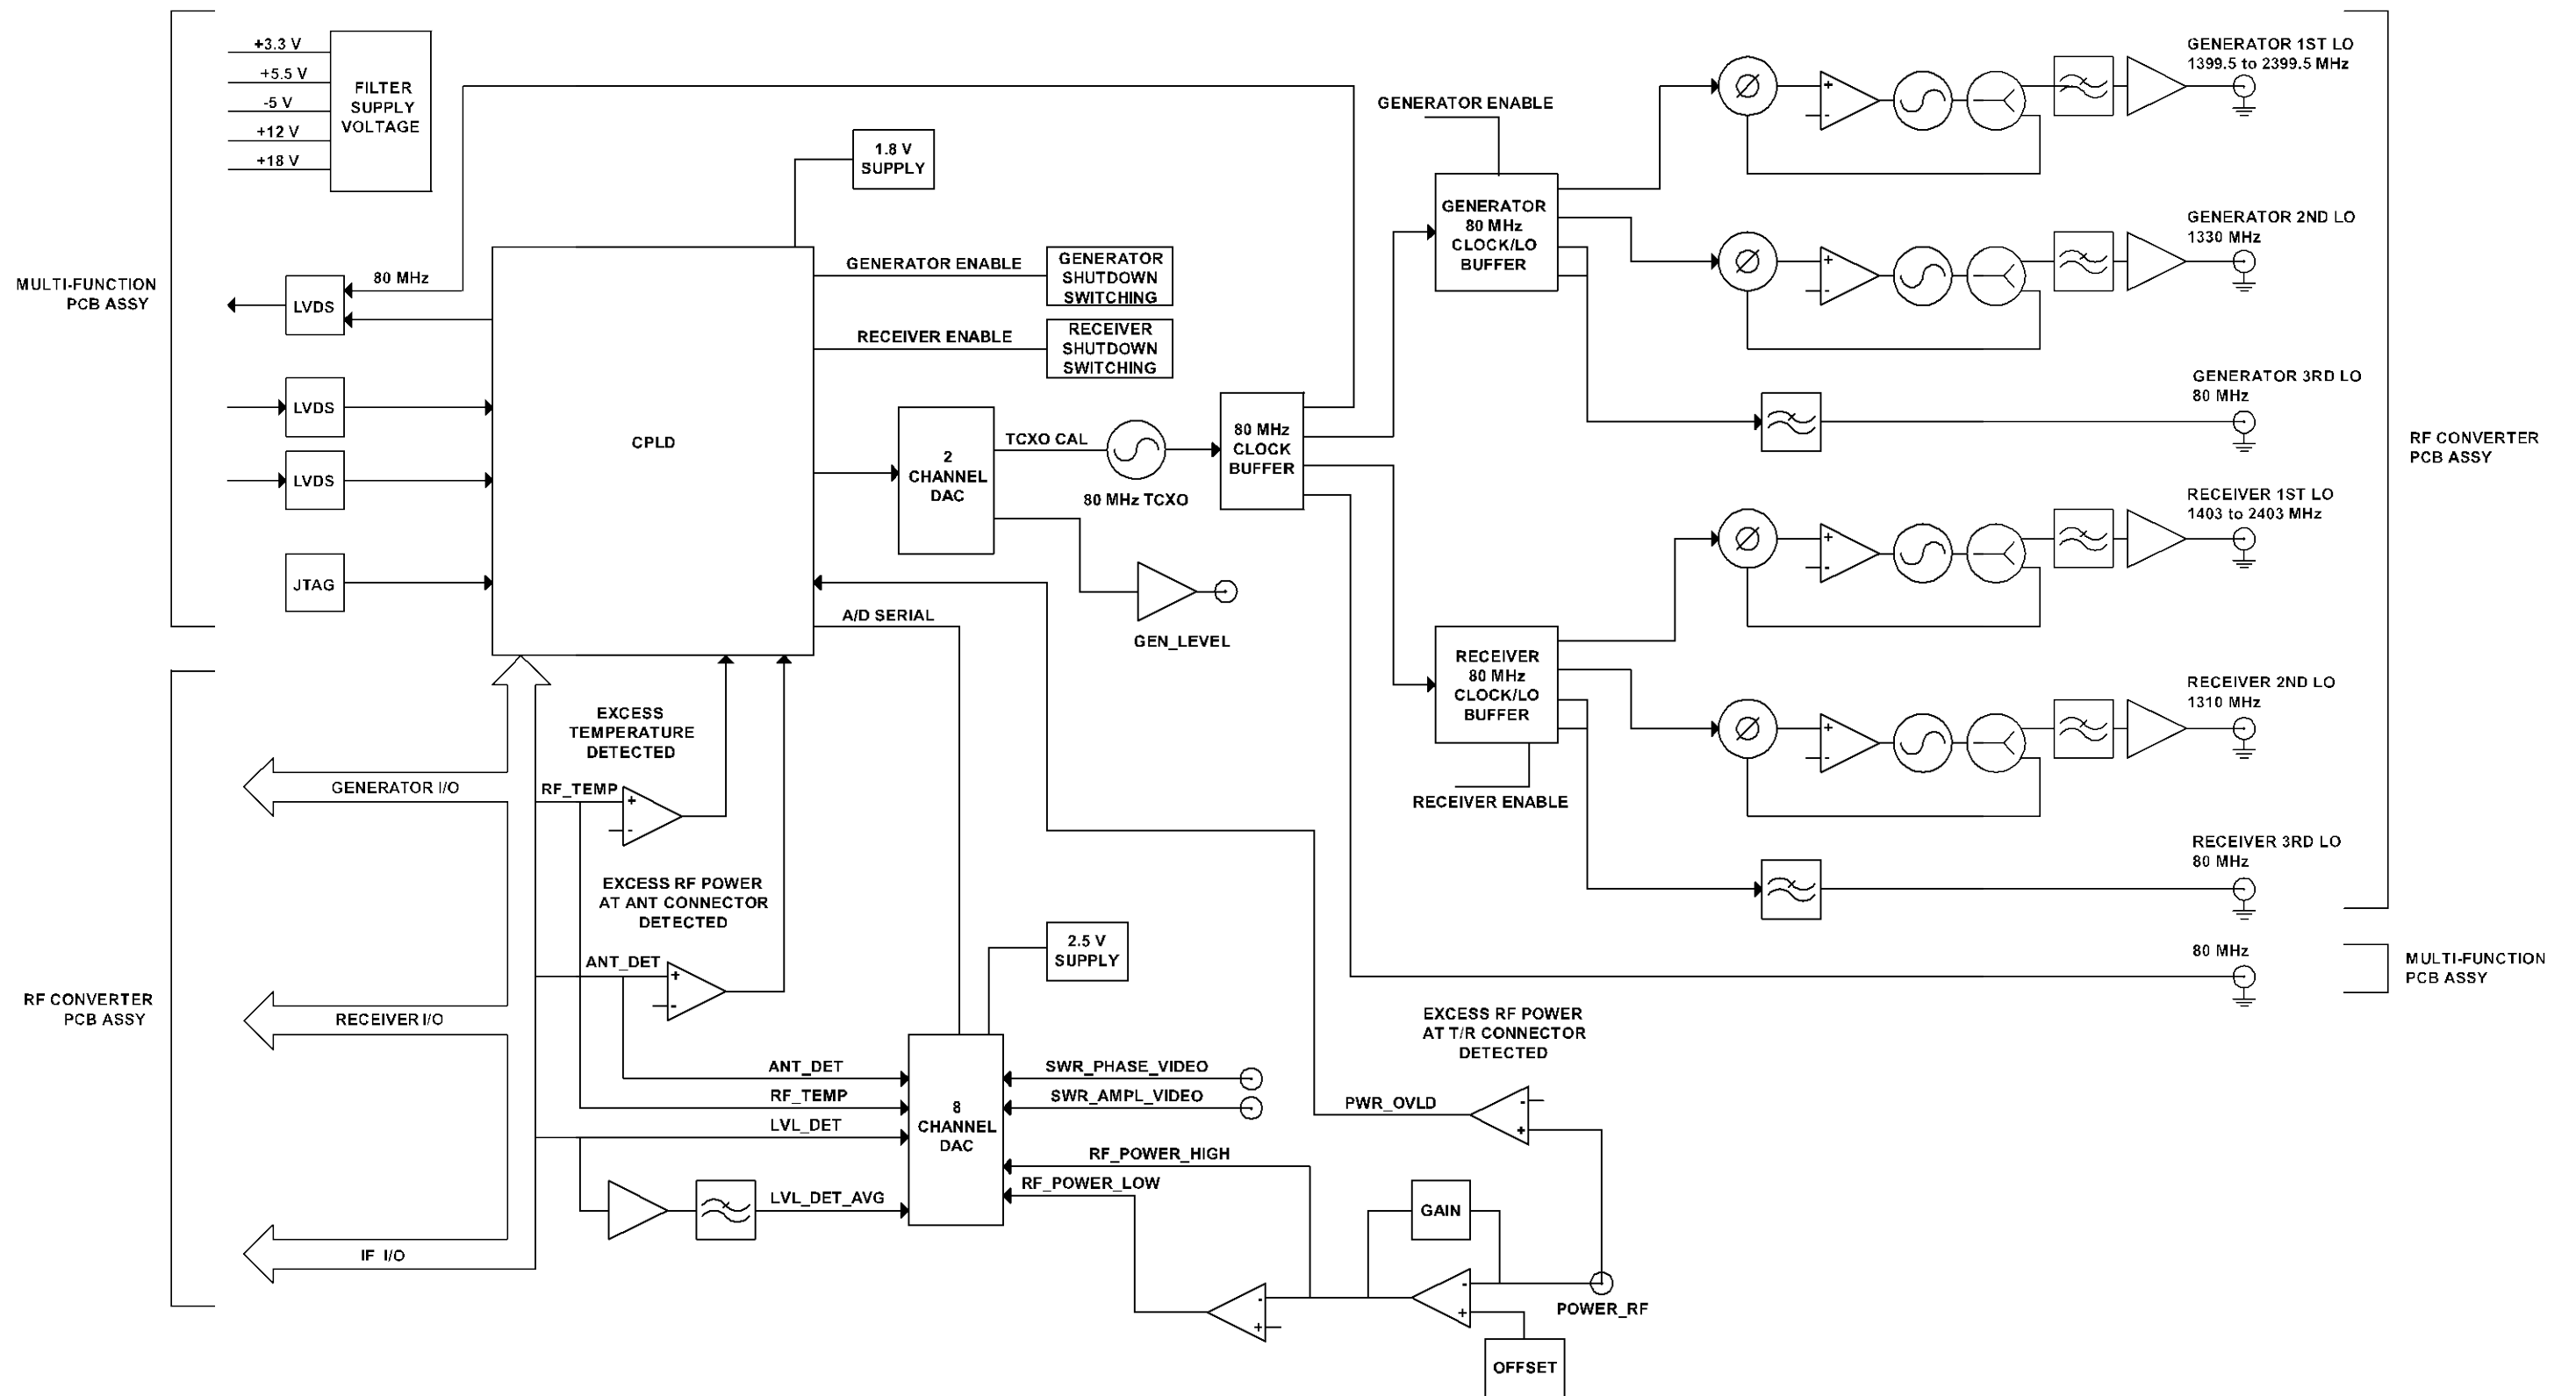 +3.3 V
+5.5 V
-5 V
+12 V
+18 V
FILTER
SUPPLY
VOLTAGE
MULTI-FUNCTION
PCB ASSY
LVDS
80 MHz
LVDS
LVDS
JTAG
CPLD
1.8 V
SUPPLY
GENERATOR ENABLE
GENERATOR
SHUTDOWN
SWITCHING
RECEIVER ENABLE
RECEIVER
SHUTDOWN
SWITCHING
2
CHANNEL
DAC
TCXO CAL
80 MHz TCXO
80 MHz
CLOCK
BUFFER
GEN_LEVEL
A/D SERIAL
GENERATOR ENABLE
GENERATOR
80 MHz
CLOCK/LO
BUFFER
RECEIVER
80 MHz
CLOCK/LO
BUFFER
RECEIVER ENABLE
+
-
+
-
+
-
+
-
GENERATOR 1ST LO
1399.5 to 2399.5 MHz
GENERATOR 2ND LO
1330 MHz
GENERATOR 3RD LO
80 MHz
RECEIVER 1ST LO
1403 to 2403 MHz
RECEIVER 2ND LO
1310 MHz
RECEIVER 3RD LO
80 MHz
RF CONVERTER
PCB ASSY
80 MHz
MULTI-FUNCTION
PCB ASSY
RF CONVERTER
PCB ASSY
GENERATOR I/O
RECEIVER I/O
IF I/O
EXCESS
TEMPERATURE
DETECTED
RF_TEMP
+
-
EXCESS RF POWER
AT ANT CONNECTOR
DETECTED
ANT_DET
+
-
2.5 V
SUPPLY
ANT_DET
RF_TEMP
LVL_DET
LVL_DET_AVG
8
CHANNEL
DAC
SWR_PHASE_VIDEO
SWR_AMPL_VIDEO
RF_POWER_HIGH
RF_POWER_LOW
EXCESS RF POWER
AT T/R CONNECTOR
DETECTED
PWR_OVLD
-
+
GAIN
-
+
-
+
POWER_RF
OFFSET